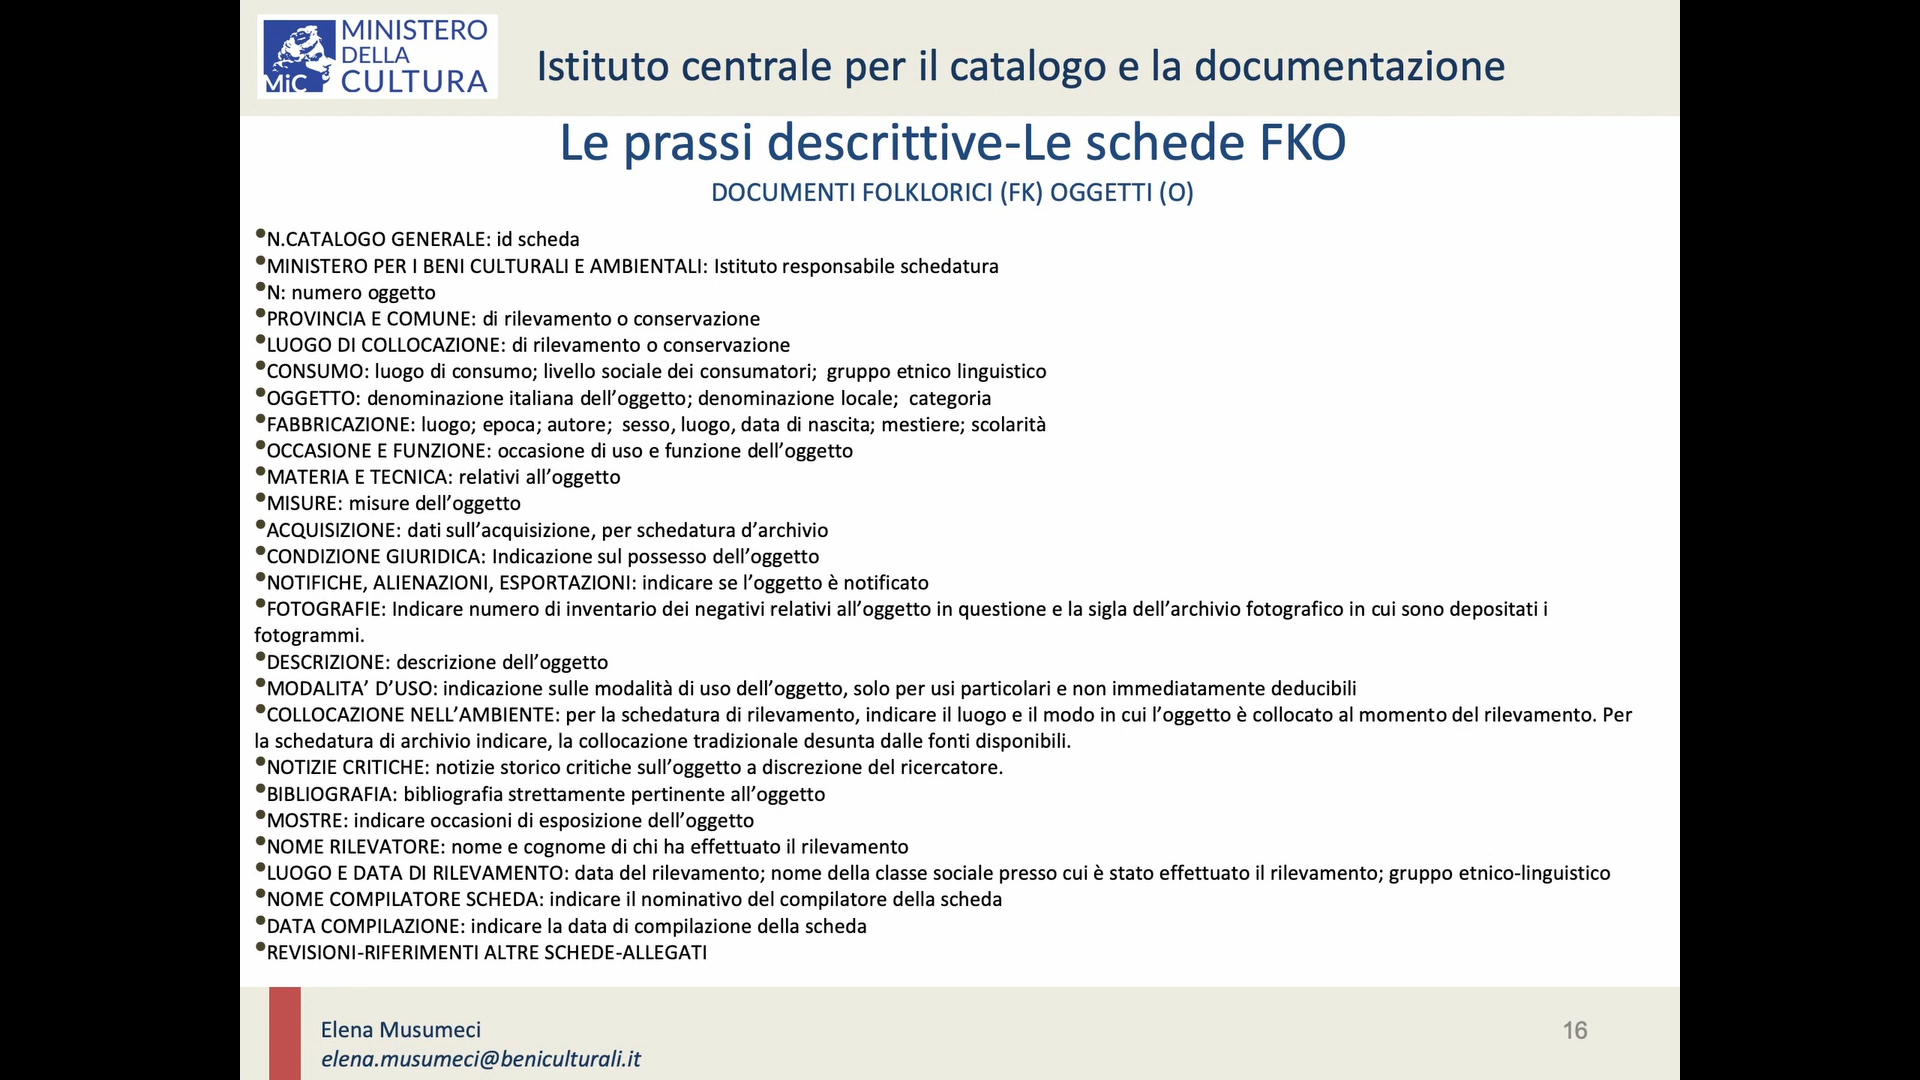 MINISTERO
DELLA
CULTURA
MiC
Istituto centrale per il catalogo e la documentazione
Le prassi descrittive-Le schede FKO
DOCUMENTI FOLKLORICI (FK) OGGETTI (O)
•N.CATALOGO GENERALE: id scheda
•MINISTERO PER I BENI CULTURALI E AMBIENTALI: Istituto responsabile schedatura
•N: numero oggetto
•PROVINCIA E COMUNE: di rilevamento o conservazione
•LUOGO DI COLLOCAZIONE: di rilevamento o conservazione
•CONSUMO: luogo di consumo; livello sociale dei consumatori; gruppo etnico linguistico
•OGGETTO: denominazione italiana dell’oggetto; denominazione locale; categoria
•FABBRICAZIONE: luogo; epoca; autore; sesso, luogo, data di nascita; mestiere; scolarità
•OCCASIONE E FUNZIONE: occasione di uso e funzione dell’oggetto
•MATERIA E TECNICA: relativi all’oggetto
•MISURE: misure dell’oggetto
•ACQUISIZIONE: dati sull’acquisizione, per schedatura d’archivio
•CONDIZIONE GIURIDICA: Indicazione sul possesso dell’oggetto
•NOTIFICHE, ALIENAZIONI, ESPORTAZIONI: indicare se l’oggetto è notificato
•FOTOGRAFIE: Indicare numero di inventario dei negativi relativi all’oggetto in questione e la sigla dell’archivio fotografico in cui sono depositati i
fotogrammi.
•DESCRIZIONE: descrizione dell’oggetto
•MODALITA’ D’USO: indicazione sulle modalità di uso dell’oggetto, solo per usi particolari e non immediatamente deducibili
•COLLOCAZIONE NELL’AMBIENTE: per la schedatura di rilevamento, indicare il luogo e il modo in cui l’oggetto è collocato al momento del rilevamento. Per
la schedatura di archivio indicare, la collocazione tradizionale desunta dalle fonti disponibili.
•NOTIZIE CRITICHE: notizie storico critiche sull’oggetto a discrezione del ricercatore.
•BIBLIOGRAFIA: bibliografia strettamente pertinente all’oggetto
•MOSTRE: indicare occasioni di esposizione dell’oggetto
•NOME RILEVATORE: nome e cognome di chi ha effettuato il rilevamento
•LUOGO E DATA DI RILEVAMENTO: data del rilevamento; nome della classe sociale presso cui è stato effettuato il rilevamento; gruppo etnico-linguistico
•NOME COMPILATORE SCHEDA: indicare il nominativo del compilatore della scheda
•DATA COMPILAZIONE: indicare la data di compilazione della scheda
•REVISIONI-RIFERIMENTI ALTRE SCHEDE-ALLEGATI
Elena Musumeci
elena.musumeci@beniculturali.it
16